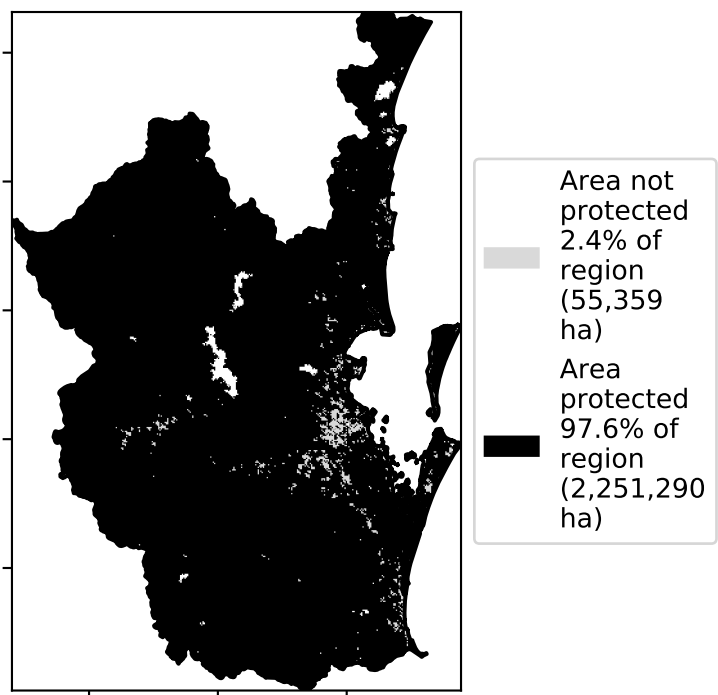 Area not
protected
2.4% of
region
(55,359
ha)
Area
protected
97.6% of
region
(2,251,290
ha)